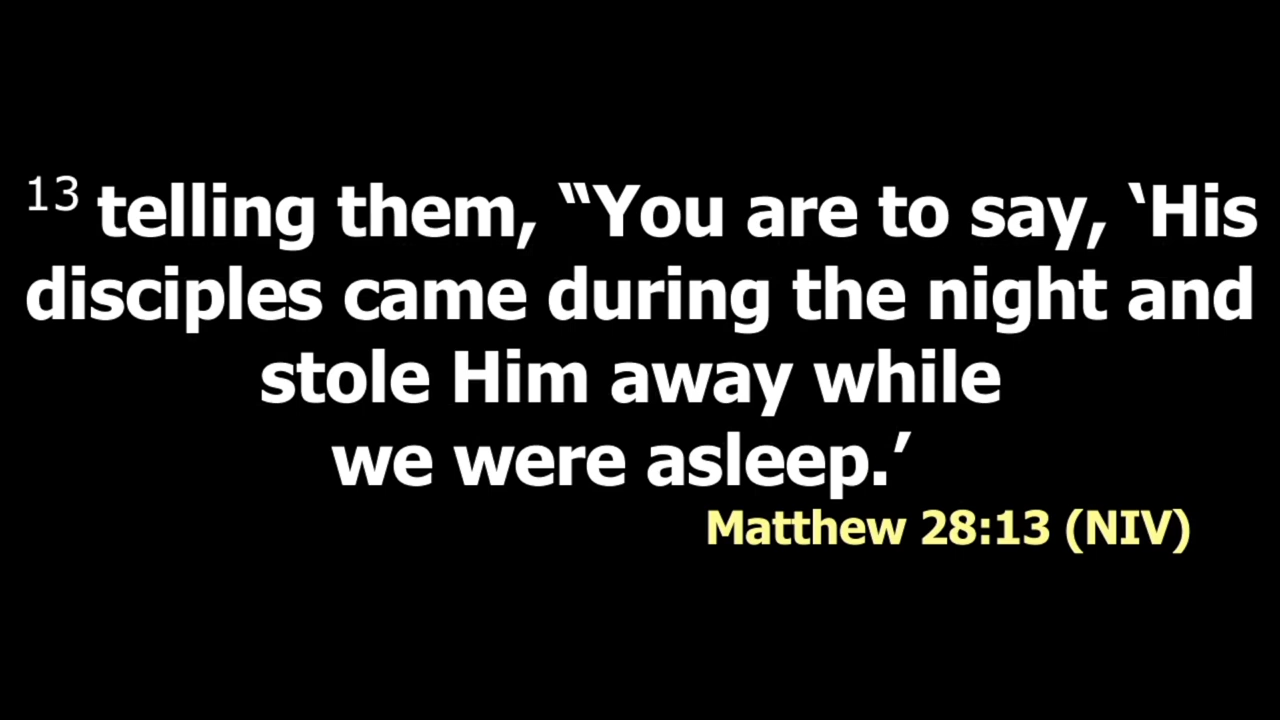 13 telling them, “You are to say, ‘His
disciples came during the night and
stole Him away while
we were asleep.’
Matthew 28:13 (NIV)